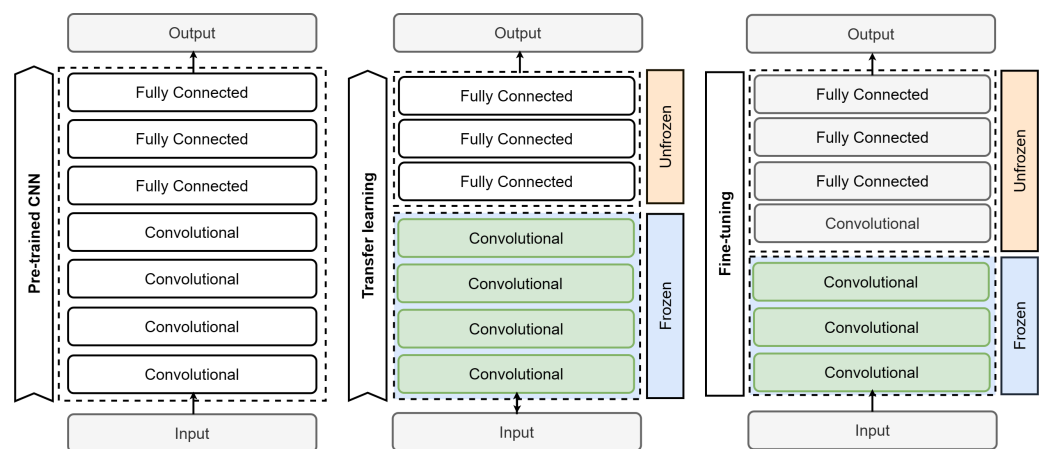 Output
Pre-trained CNN
Fully Connected
Fully Connected
Fully Connected
Convolutional
Convolutional
Convolutional
Convolutional
Input
Output
Transfer learning
Fully Connected
Fully Connected
Fully Connected
Unfrozen
Convolutional
Convolutional
Convolutional
Convolutional
Frozen
Input
Output
Fine-tuning
Fully Connected
Fully Connected
Fully Connected
Convolutional
Unfrozen
Convolutional
Convolutional
Convolutional
Frozen
Input